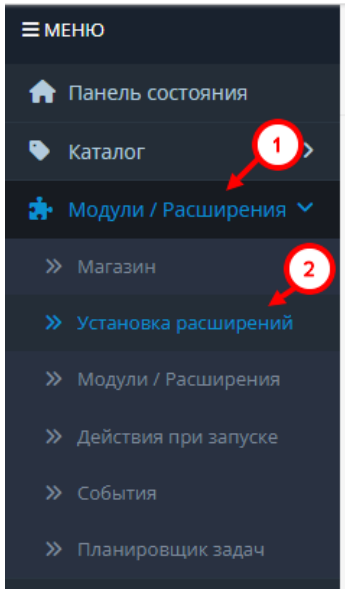 МЕНЮ
Панель состояния
Каталог
1
Модули / Расширения
Магазин
2
Установка расширений
Модули / Расширения
Действия при запуске
События
Планировщик задач